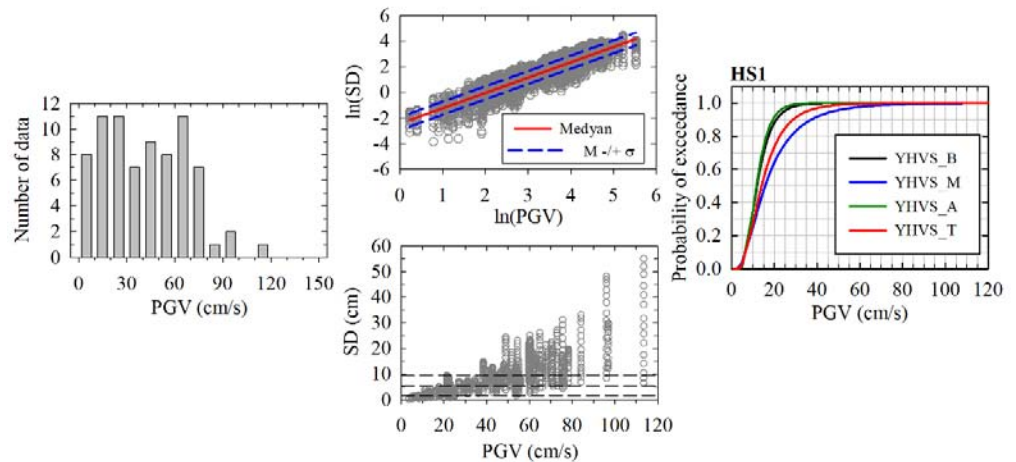 Number of data
12
10
8
6
4
2
0
0 30 60 90 120 150
PGV (cm/s)
ln(SD)
6
4
2
0
-2
-4
-6
0 1 2 3 4 5 6
ln(PGV)
Medyan
M -/+ σ
SD (cm)
60
50
40
30
20
10
0
0 20 40 60 80 100 120
PGV (cm/s)
HS1
Probability of exceedance
1.0
0.8
0.6
0.4
0.2
0.0
0 20 40 60 80 100 120
PGV (cm/s)
YHVS_B
YHVS_M
YHVS_A
YHVS_T